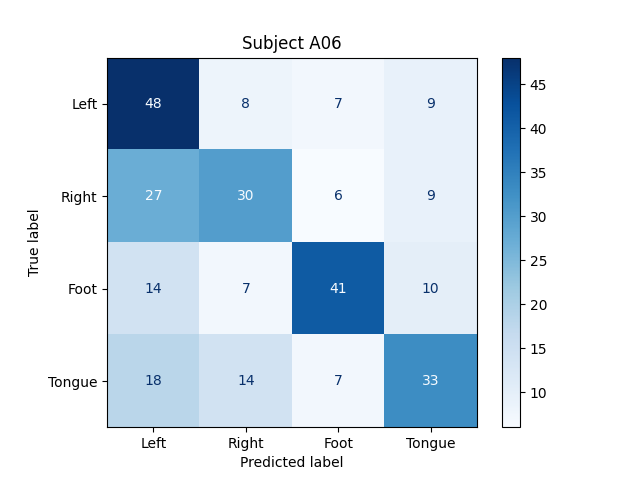 Subject A06
True label
Left 48 8 7 9
Right 27 30 6 9
Foot 14 7 41 10
Tongue 18 14 7 33
Left Right Foot Tongue
Predicted label
45
40
35
30
25
20
15
10